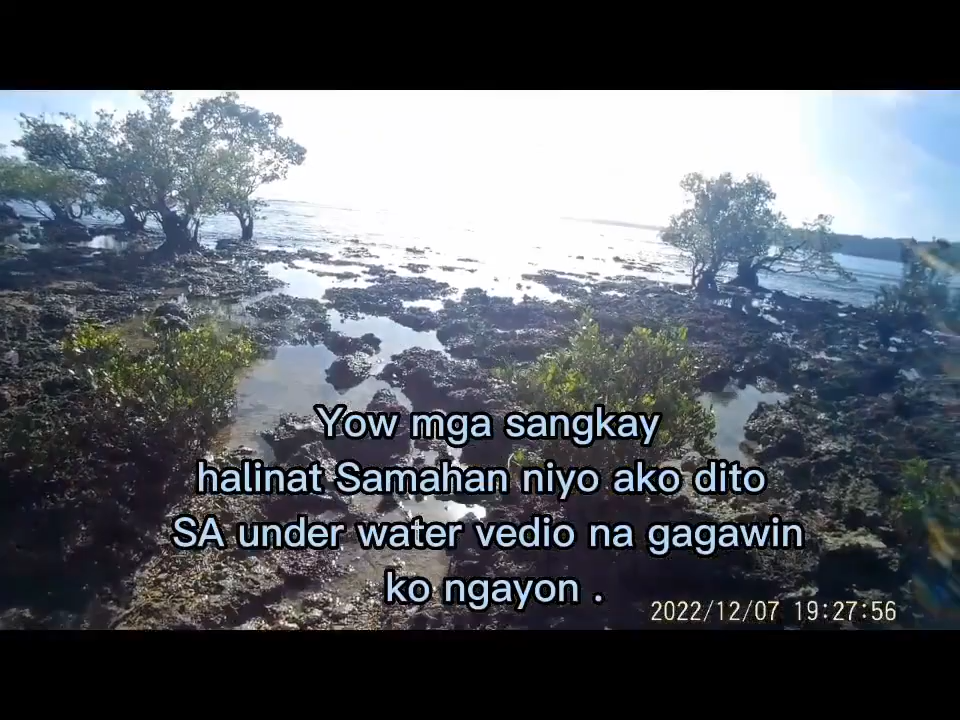 Yow mga sangkay
halinat Samahan niyo ako dito
SA under water vedio na gagawin
ko ngayon .
2022/12/07 19:27:56